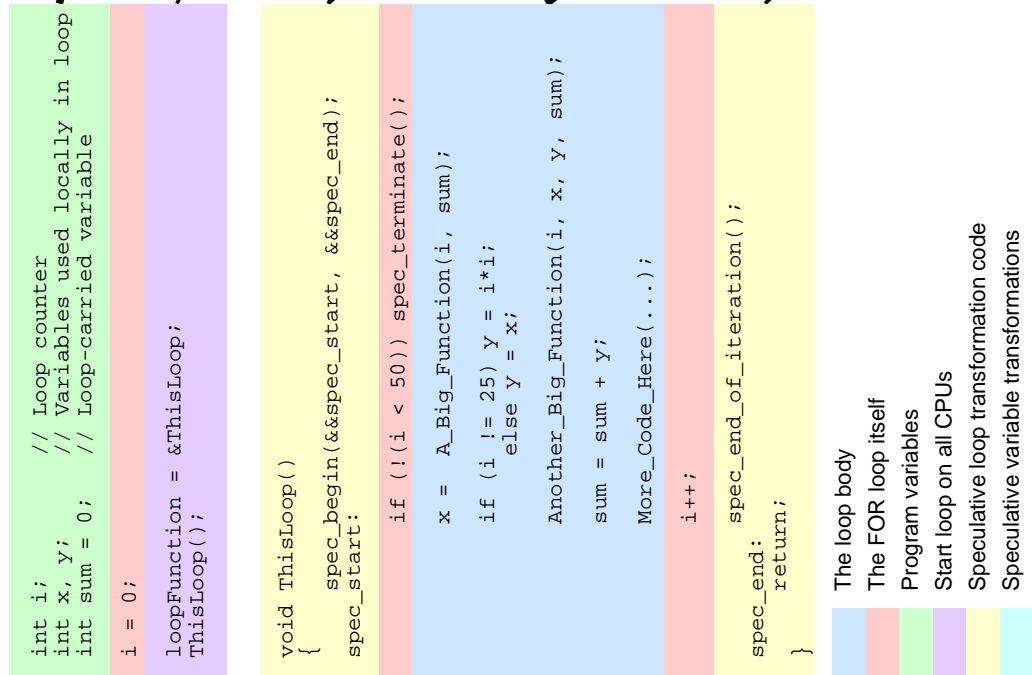 int i; // Loop counter
int x, y; // Variables used locally in loop
int sum = 0; // Loop-carried variable
i = 0;
loopFunction = &ThisLoop;
ThisLoop();
void ThisLoop()
{
spec_begin(&&spec_start, &&spec_end);
spec_start:
if (!(i < 50)) spec_terminate();
x = A_Big_Function(i, sum);
if (i != 25) y = i*i;
else y = x;
Another_Big_Function(i, x, y, sum);
sum = sum + y;
More_Code_Here(...);
i++;
spec_end_of_iteration();
spec_end:
return;
}
The lcuop body
The FOR loop itself
Program variables
Start loop on all CPUs
Speculative loop transformation code
Speculative variable transformations